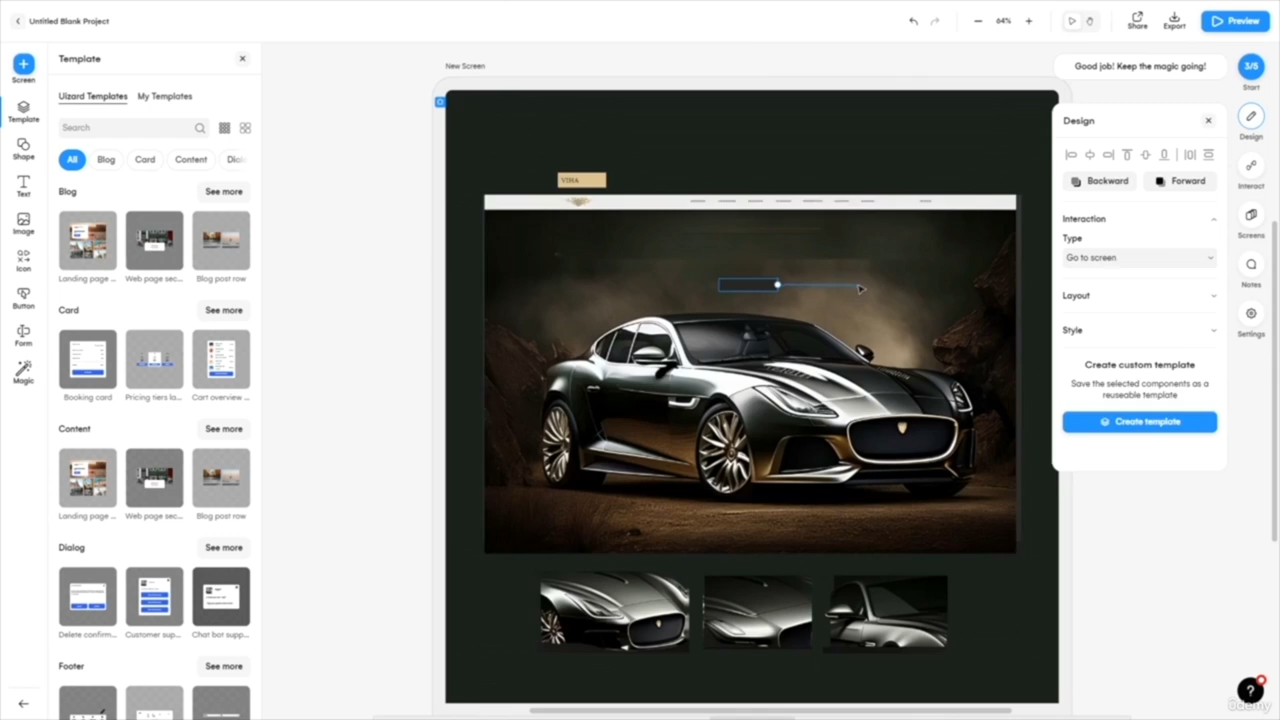 Untitled Blank Project
64%
Share
Export
Preview
Screen
Template
Shape
Text
Image
Icon
Button
Form
Magic
Template
Uizard Templates
My Templates
Search
All
Blog
Card
Content
Dial
Blog
See more
Landing page ...
Web page sec...
Blog post row
Card
See more
Booking card
Pricing tiers la...
Cart overview ...
Content
See more
Landing page ...
Web page sec...
Blog post row
Dialog
See more
Delete confirm...
Customer sup...
Chat bot supp...
Footer
See more
New Screen
VINA
Good job! Keep the magic going!
3/5
Start
Design
Interact
Screens
Notes
Settings
Design
Backward
Forward
Interaction
Type
Go to screen
Layout
Style
Create custom template
Save the selected components as a
reuseable template
Create template
?
ûdemy